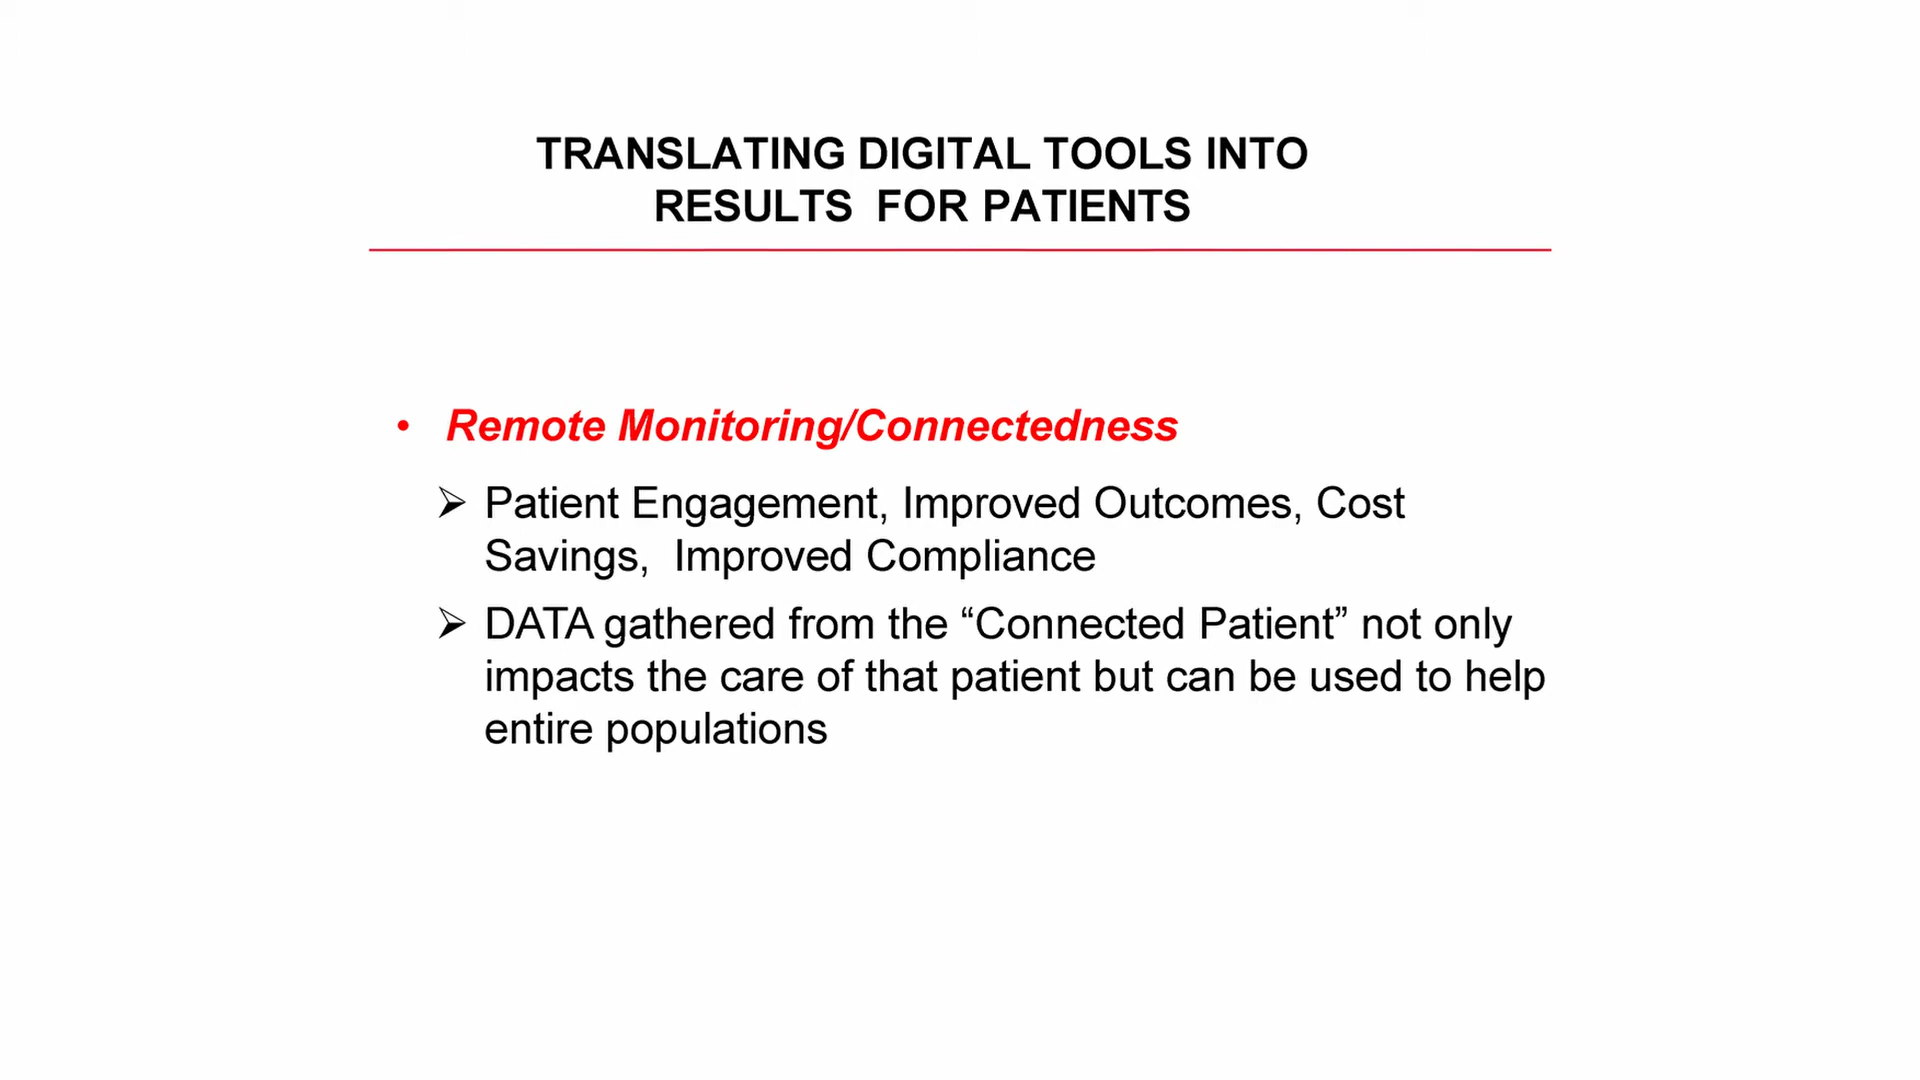 TRANSLATING DIGITAL TOOLS INTO
RESULTS  FOR PATIENTS
• Remote Monitoring/Connectedness
➢ Patient Engagement, Improved Outcomes, Cost
Savings,  Improved Compliance
➢ DATA gathered from the “Connected Patient” not only
impacts the care of that patient but can be used to help
entire populations